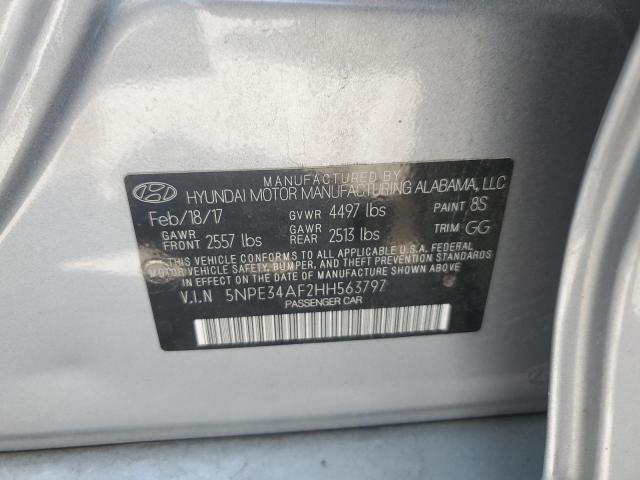 MANUFACTURED BY
HYUNDAI MOTOR MANUFACTURING ALABAMA, LLC
Feb/18/17 GVWR 4497 lbs PAINT 8S
GAWR FRONT 2557 lbs GAWR REAR 2513 lbs TRIM GG
THIS VEHICLE CONFORMS TO ALL APPLICABLE U.S.A. FEDERAL
MOTOR VEHICLE SAFETY, BUMPER, AND THEFT PREVENTION STANDARDS
IN EFFECT ON THE DATE OF MANUFACTURE SHOWN ABOVE.
V.I.N 5NPE34AF2HH563797
PASSENGER CAR